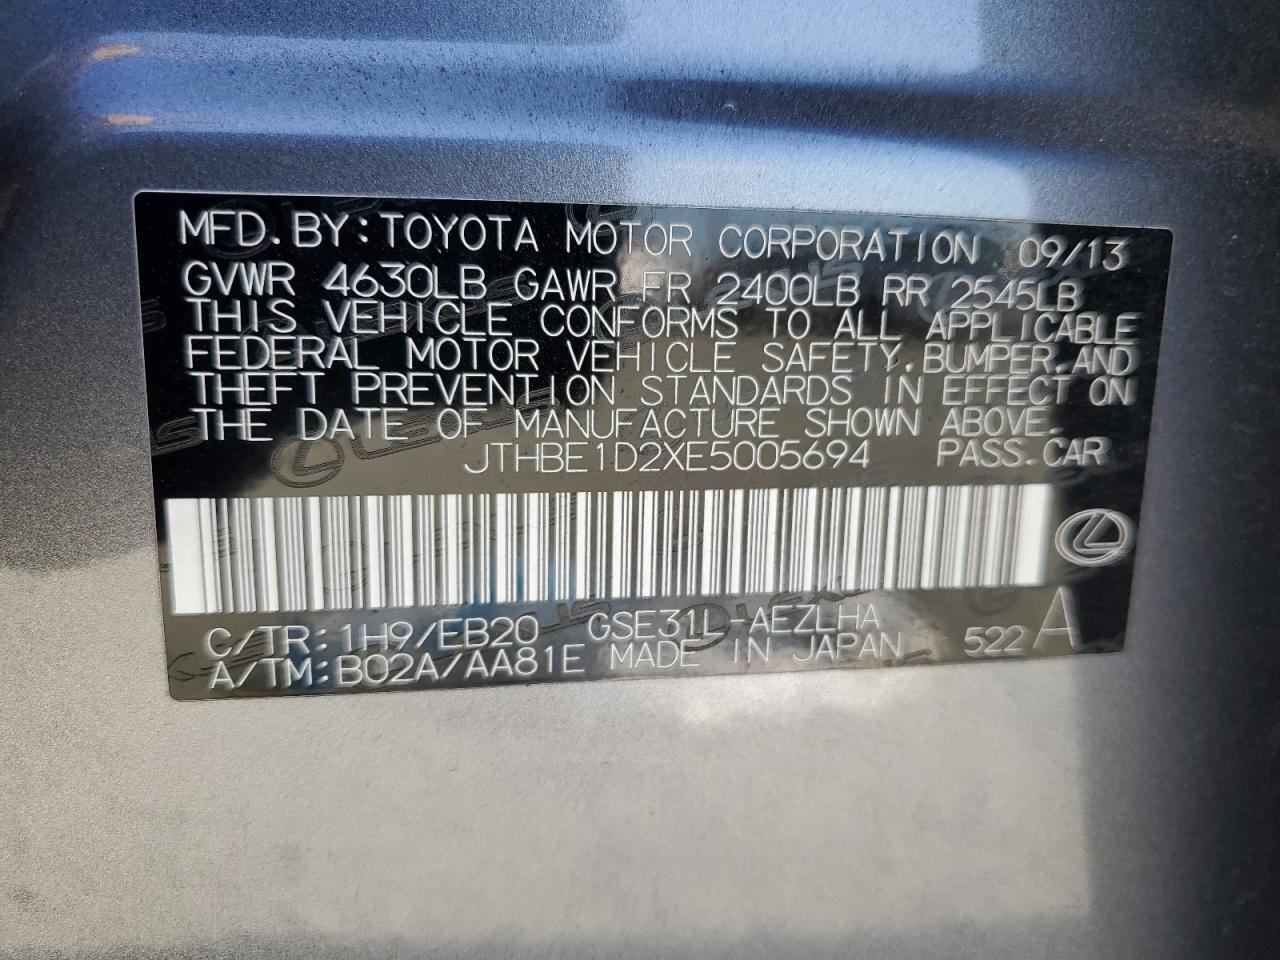 MFD.BY:TOYOTA MOTOR CORPORATION 09/13
GVWR 4630LB GAWR FR 2400LB RR 2545LB
THIS VEHICLE CONFORMS TO ALL APPLICABLE
FEDERAL MOTOR VEHICLE SAFETY,BUMPER,AND
THEFT PREVENTION STANDARDS IN EFFECT ON
THE DATE OF MANUFACTURE SHOWN ABOVE.
JTHBE1D2XE5005694 PASS.CAR
C/TR:1H9/EB20 GSE31L-AEZLHA
A/TM:B02A/AA81E MADE IN JAPAN 522 A